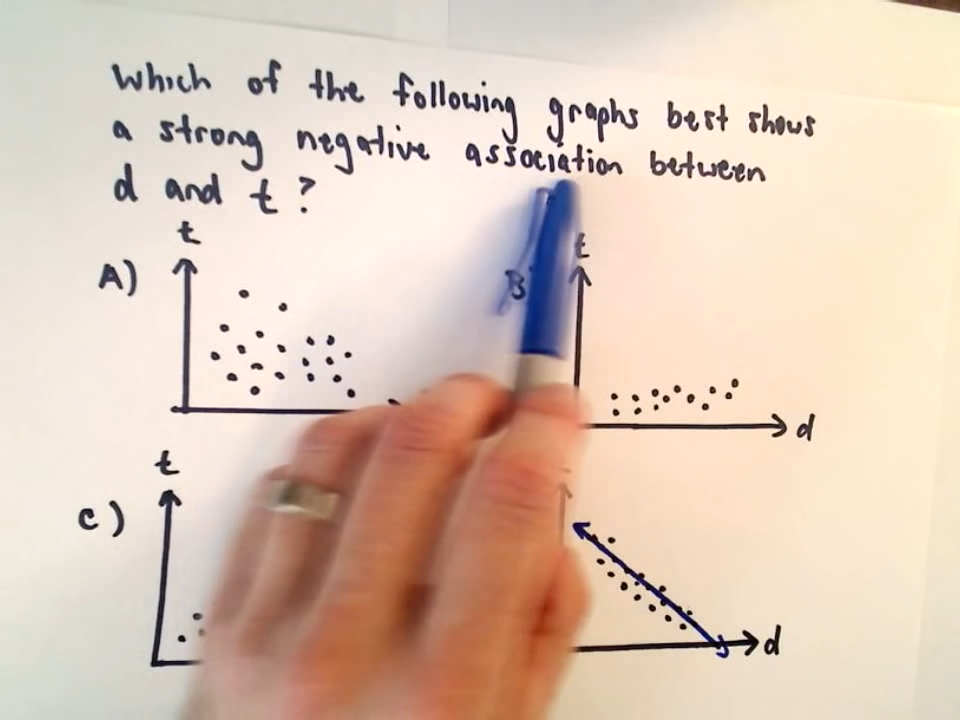 Which of the following graphs best shows
a strong negative association between
d and t?
t
t
A)
B
d
t
C)
d